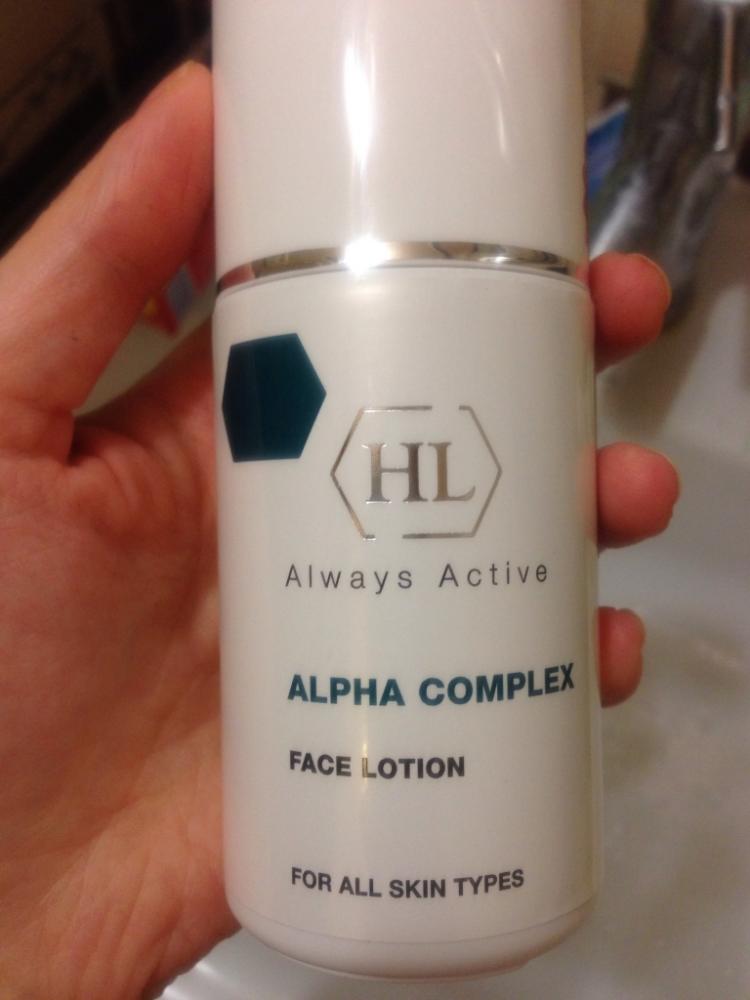 HL
Always Active
ALPHA COMPLEX
FACE LOTION
FOR ALL SKIN TYPES